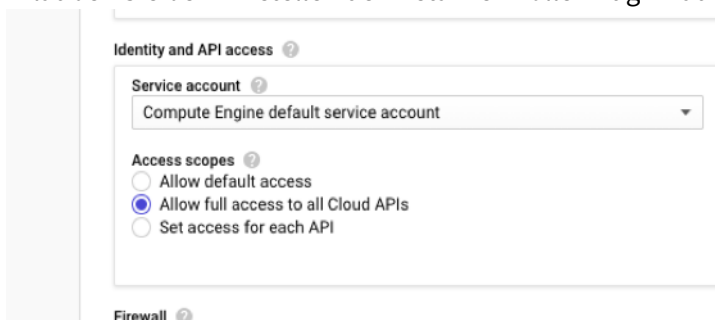 Identity and API access
Service account
Compute Engine default service account
Access scopes
Allow default access
Allow full access to all Cloud APIs
Set access for each API
Firewall